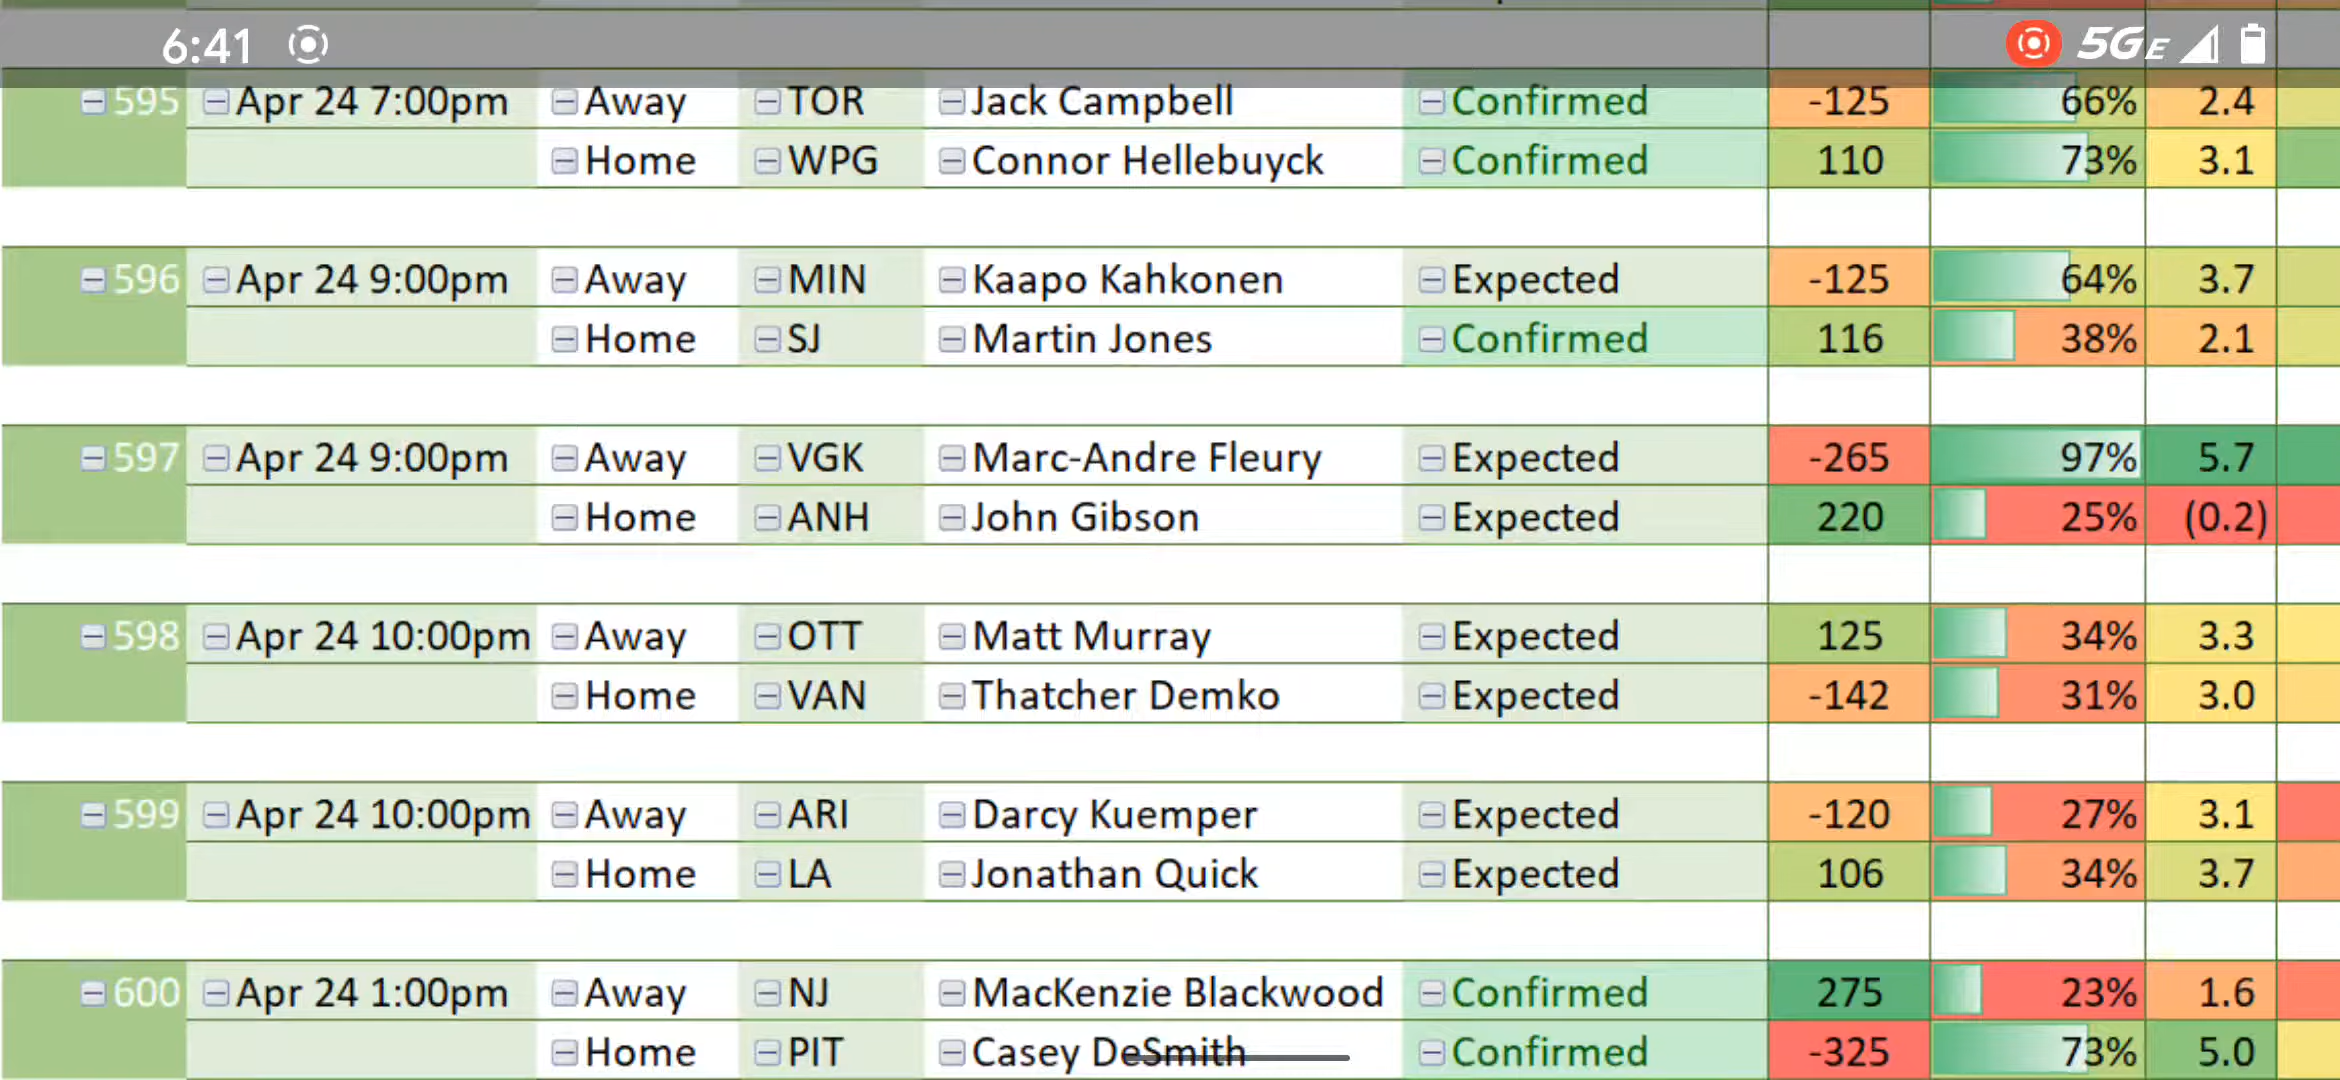 6:41 5GE
595 Apr 24 7:00pm Away TOR Jack Campbell Confirmed -125 66% 2.4
Home WPG Connor Hellebuyck Confirmed 110 73% 3.1
596 Apr 24 9:00pm Away MIN Kaapo Kahkonen Expected -125 64% 3.7
Home SJ Martin Jones Confirmed 116 38% 2.1
597 Apr 24 9:00pm Away VGK Marc-Andre Fleury Expected -265 97% 5.7
Home ANH John Gibson Expected 220 25% (0.2)
598 Apr 24 10:00pm Away OTT Matt Murray Expected 125 34% 3.3
Home VAN Thatcher Demko Expected -142 31% 3.0
599 Apr 24 10:00pm Away ARI Darcy Kuemper Expected -120 27% 3.1
Home LA Jonathan Quick Expected 106 34% 3.7
600 Apr 24 1:00pm Away NJ MacKenzie Blackwood Confirmed 275 23% 1.6
Home PIT Casey DeSmith Confirmed -325 73% 5.0